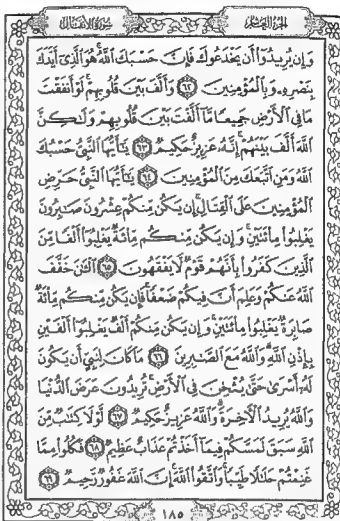 الجزء العاشر سورة الأنفال
وَإِن يُرِيدُوٓا۟ أَن يَخْدَعُوكَ فَإِنَّ حَسْبَكَ ٱللَّهُ هُوَ ٱلَّذِىٓ أَيَّدَكَ
بِنَصْرِهِۦ وَبِٱلْمُؤْمِنِينَ ٦٢ وَأَلَّفَ بَيْنَ قُلُوبِهِمْ لَوْ أَنفَقْتَ
مَا فِى ٱلْأَرْضِ جَمِيعًا مَّآ أَلَّفْتَ بَيْنَ قُلُوبِهِمْ وَلَٰكِنَّ
ٱللَّهَ أَلَّفَ بَيْنَهُمْ إِنَّهُۥ عَزِيزٌ حَكِيمٌ ٦٣ يَٰٓأَيُّهَا ٱلنَّبِىُّ حَسْبُكَ
ٱللَّهُ وَمَنِ ٱتَّبَعَكَ مِنَ ٱلْمُؤْمِنِينَ ٦٤ يَٰٓأَيُّهَا ٱلنَّبِىُّ حَرِّضِ
ٱلْمُؤْمِنِينَ عَلَى ٱلْقِتَالِ إِن يَكُن مِّنكُمْ عِشْرُونَ صَٰبِرُونَ
يَغْلِبُوا۟ مِا۟ئَتَيْنِ وَإِن يَكُن مِّنكُم مِّا۟ئَةٌ يَغْلِبُوٓا۟ أَلْفًا مِّنَ
ٱلَّذِينَ كَفَرُوا۟ بِأَنَّهُمْ قَوْمٌ لَّا يَفْقَهُونَ ٦٥ ٱلْـَٰٔنَ خَفَّفَ
ٱللَّهُ عَنكُمْ وَعَلِمَ أَنَّ فِيكُمْ ضَعْفًا فَإِن يَكُن مِّنكُم مِّا۟ئَةٌ
صَابِرَةٌ يَغْلِبُوا۟ مِا۟ئَتَيْنِ وَإِن يَكُن مِّنكُمْ أَلْفٌ يَغْلِبُوٓا۟ أَلْفَيْنِ
بِإِذْنِ ٱللَّهِ وَٱللَّهُ مَعَ ٱلصَّٰبِرِينَ ٦٦ مَا كَانَ لِنَبِىٍّ أَن يَكُونَ
لَهُۥٓ أَسْرَىٰ حَتَّىٰ يُثْخِنَ فِى ٱلْأَرْضِ تُرِيدُونَ عَرَضَ ٱلدُّنْيَا
وَٱللَّهُ يُرِيدُ ٱلْـَٔاخِرَةَ وَٱللَّهُ عَزِيزٌ حَكِيمٌ ٦٧ لَّوْلَا كِتَٰبٌ مِّنَ
ٱللَّهِ سَبَقَ لَمَسَّكُمْ فِيمَآ أَخَذْتُمْ عَذَابٌ عَظِيمٌ ٦٨ فَكُلُوا۟ مِمَّا
غَنِمْتُمْ حَلَٰلًا طَيِّبًا وَٱتَّقُوا۟ ٱللَّهَ إِنَّ ٱللَّهَ غَفُورٌ رَّحِيمٌ ٦٩
١٨٥